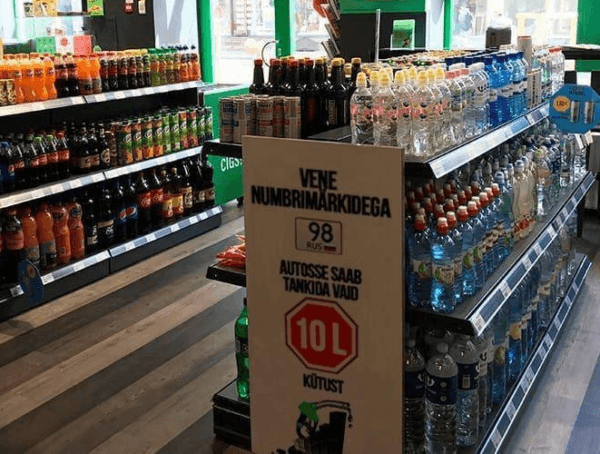 VENE
NUMBRIMÄRKIDEGA
98
RUS
AUTOSSE SAAB
TANKIDA VAID
10 L
KÜTUST
CIGS